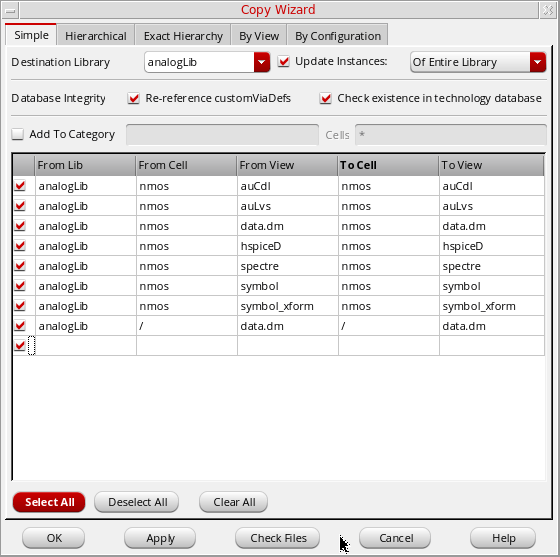 Copy Wizard
Simple Hierarchical Exact Hierarchy By View By Configuration
Destination Library analogLib Update Instances: Of Entire Library
Database Integrity Re-reference customViaDefs Check existence in technology database
Add To Category Cells *
From Lib From Cell From View To Cell To View
analogLib nmos auCdl nmos auCdl
analogLib nmos auLvs nmos auLvs
analogLib nmos data.dm nmos data.dm
analogLib nmos hspiceD nmos hspiceD
analogLib nmos spectre nmos spectre
analogLib nmos symbol nmos symbol
analogLib nmos symbol_xform nmos symbol_xform
analogLib / data.dm / data.dm
Select All Deselect All Clear All
OK Apply Check Files Cancel Help